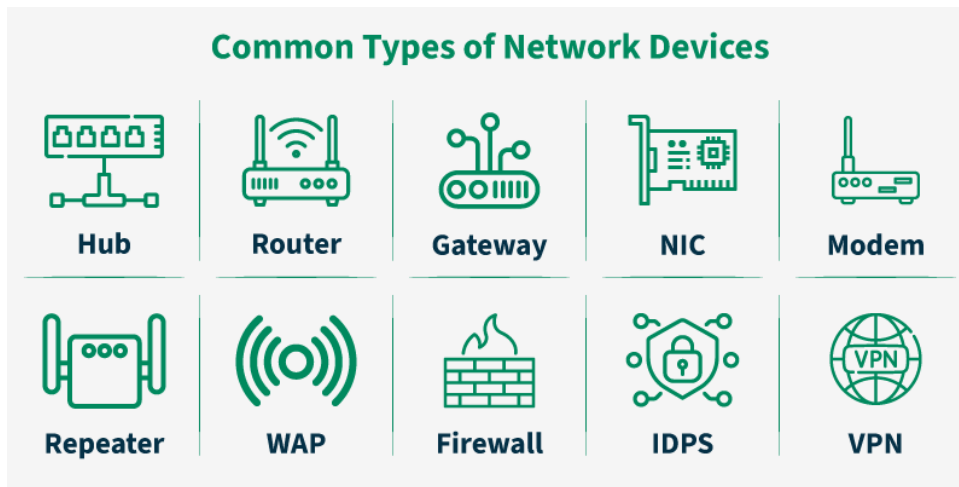 Common Types of Network Devices
Hub
Router
Gateway
NIC
Modem
VPN
Repeater
WAP
Firewall
IDPS
VPN